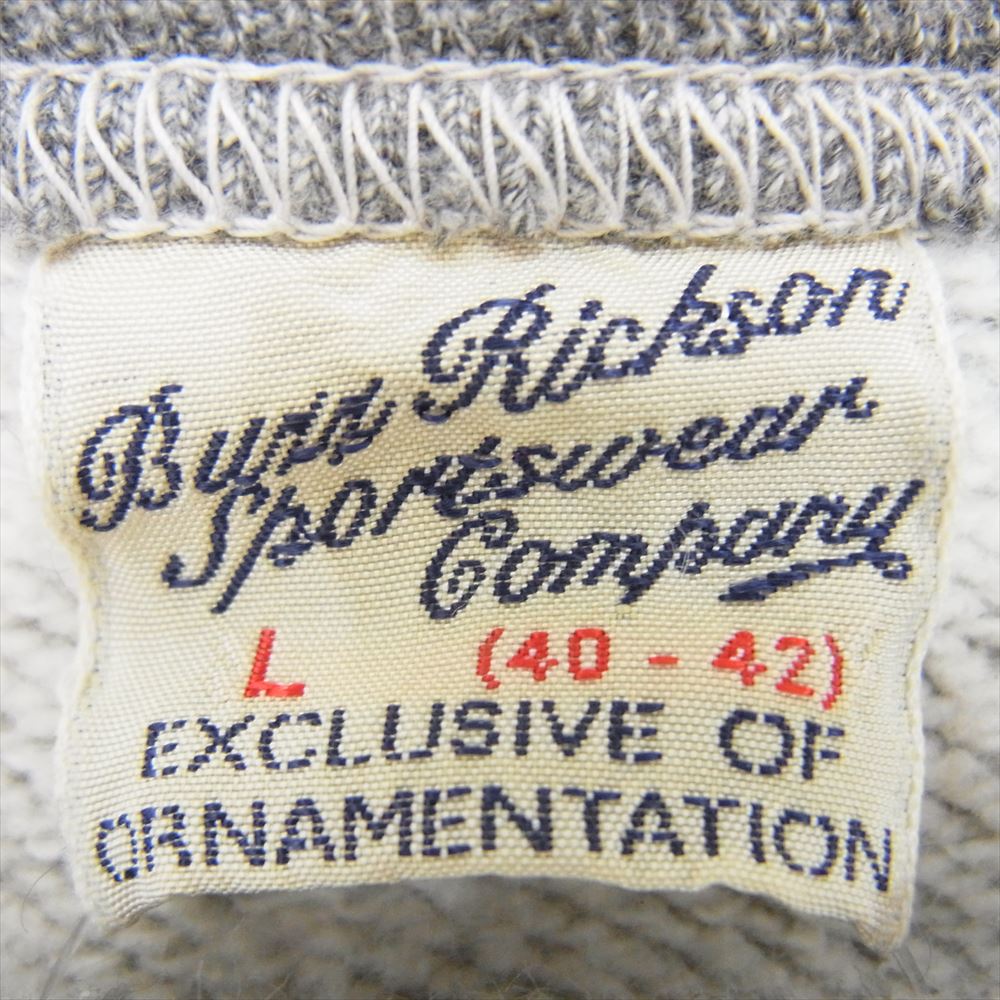 Buzz Rickson
Sportswear
Company
L (40 - 42)
EXCLUSIVE OF
ORNAMENTATION